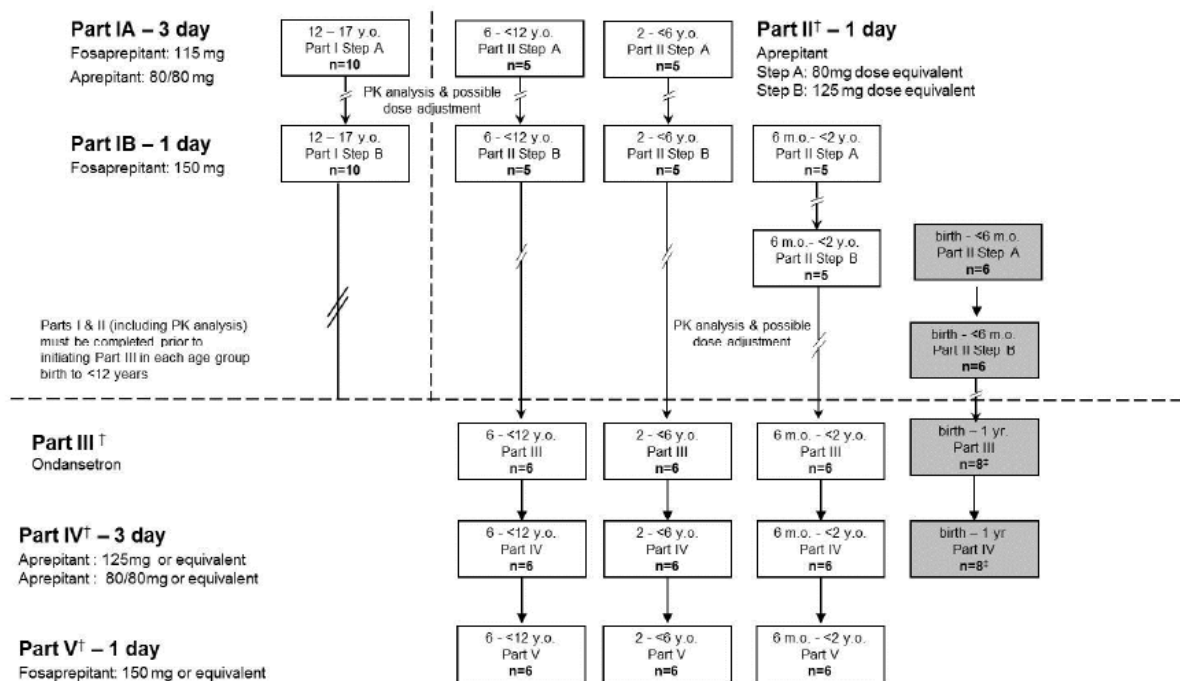 Part IA – 3 day
Fosaprepitant: 115 mg
Aprepitant: 80/80 mg
12 – 17 y.o.
Part I Step A
n=10
6 - <12 y.o.
Part II Step A
n=5
2 - <6 y.o.
Part II Step A
n=5
Part II† – 1 day
Aprepitant
Step A: 80mg dose equivalent
Step B: 125 mg dose equivalent
PK analysis & possible
dose adjustment
Part IB – 1 day
Fosaprepitant: 150 mg
12 – 17 y.o.
Part I Step B
n=10
6 - <12 y.o.
Part II Step B
n=5
2 - <6 y.o.
Part II Step B
n=5
6 m.o.- <2 y.o.
Part II Step A
n=5
6 m.o.- <2 y.o.
Part II Step B
n=5
birth - <6 m.o.
Part II Step A
n=6
Parts I & II (including PK analysis)
must be completed prior to
initiating Part III in each age group
birth to <12 years
PK analysis & possible
dose adjustment
birth - <6 m.o.
Part II Step B
n=6
Part III †
Ondansetron
6 - <12 y.o.
Part III
n=6
2 - <6 y.o.
Part III
n=6
6 m.o. - <2 y.o.
Part III
n=6
birth – 1 yr.
Part III
n=8‡
Part IV† – 3 day
Aprepitant : 125mg or equivalent
Aprepitant : 80/80mg or equivalent
6 - <12 y.o.
Part IV
n=6
2 - <6 y.o.
Part IV
n=6
6 m.o. - <2 y.o.
Part IV
n=6
birth – 1 yr
Part IV
n=8‡
Part V† – 1 day
Fosaprepitant: 150 mg or equivalent
6 - <12 y.o.
Part V
n=6
2 - <6 y.o.
Part V
n=6
6 m.o. - <2 y.o.
Part V
n=6